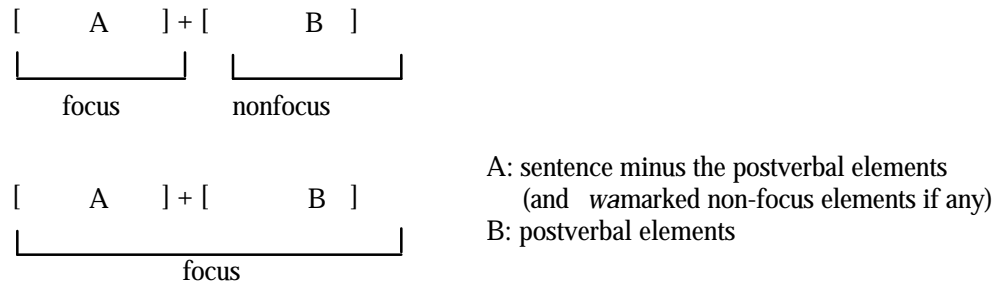 [ A ] + [ B ]
focus nonfocus
A: sentence minus the postverbal elements
[ A ] + [ B ]
(and wamarked non-focus elements if any)
B: postverbal elements
focus